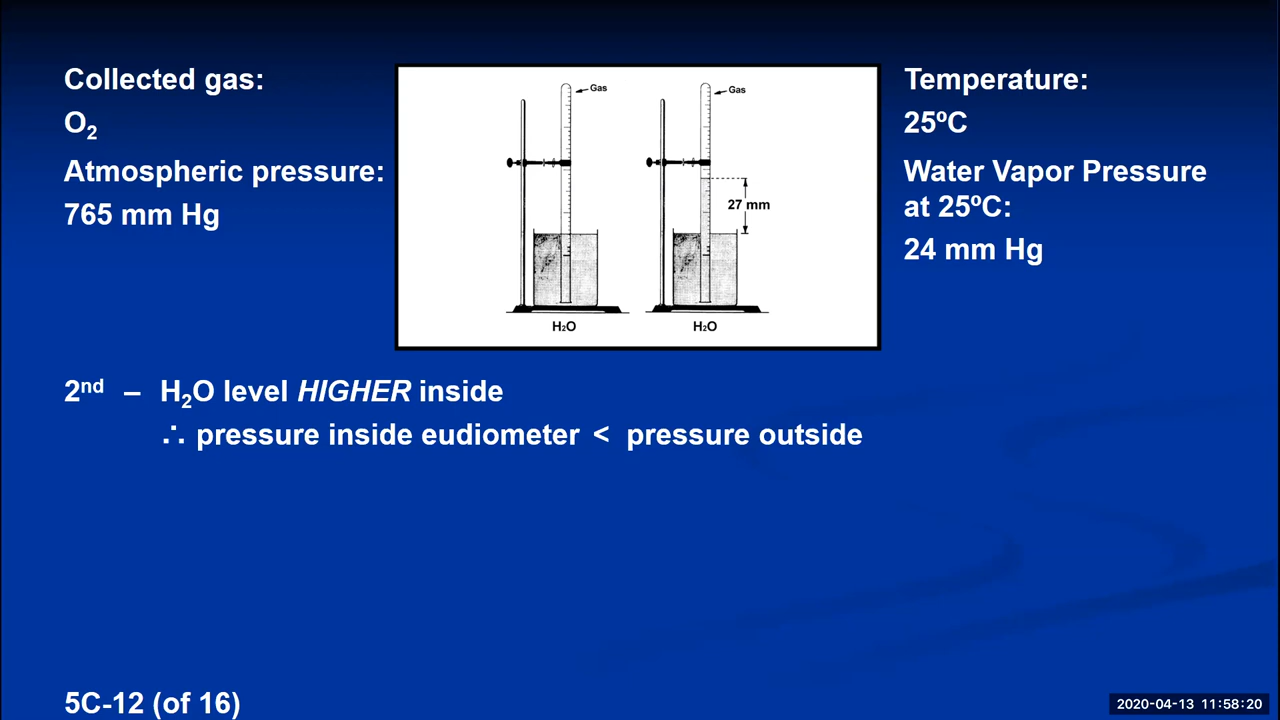 Collected gas:
O₂
Atmospheric pressure:
765 mm Hg
Gas
Gas
27 mm
H₂O
H₂O
Temperature:
25ºC
Water Vapor Pressure
at 25ºC:
24 mm Hg
2ⁿᵈ – H₂O level HIGHER inside
∴ pressure inside eudiometer < pressure outside
5C-12 (of 16)
2020-04-13 11:58:20